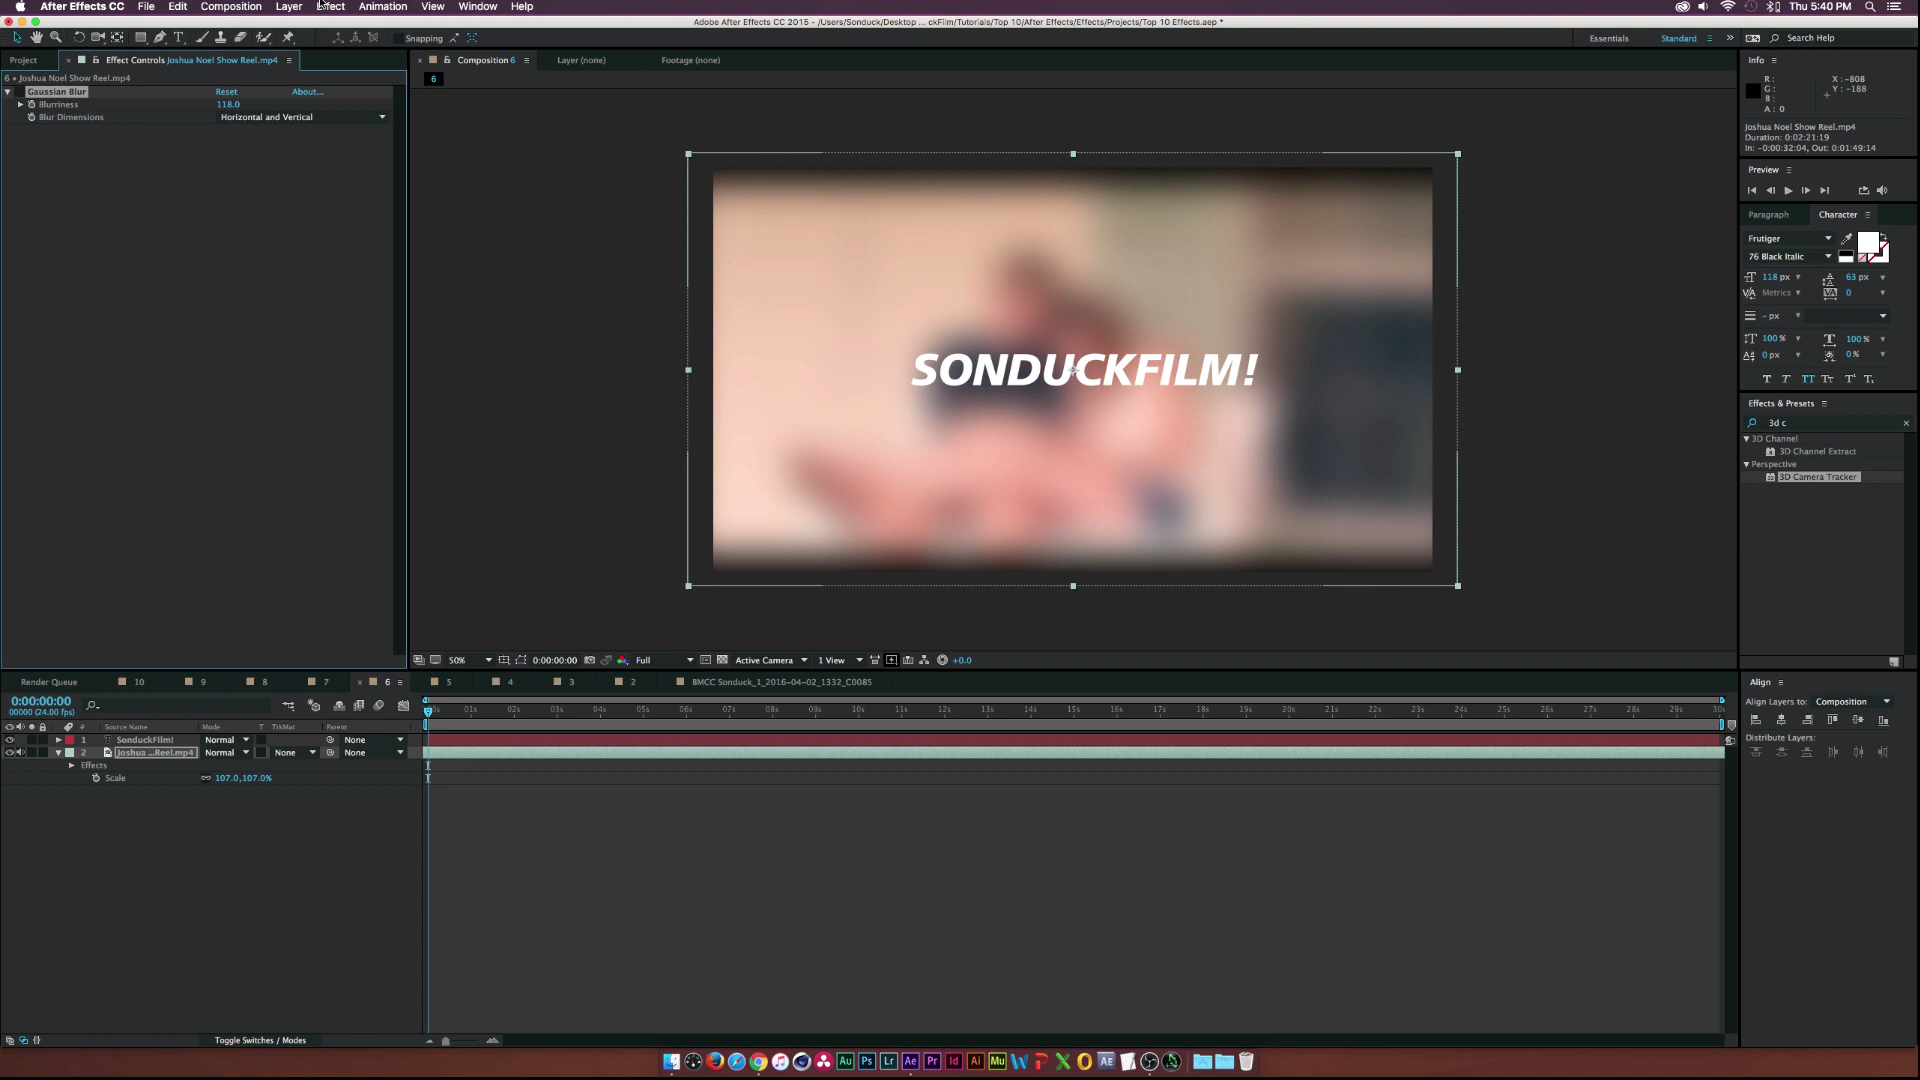 After Effects CC File Edit Composition Layer Effect Animation View Window Help Thu 5:40 PM
Adobe After Effects CC 2015 - /Users/Sonduck/Desktop ... ckFilm/Tutorials/Top 10/After Effects/Effects/Projects/Top 10 Effects.aep *
Snapping Essentials Standard Search Help
Project Effect Controls Joshua Noel Show Reel.mp4 Composition 6 Layer (none) Footage (none) Info
6 • Joshua Noel Show Reel.mp4 6
R: X : -808
G: Y : -188
B:
A: 0
Gaussian Blur Reset About...
Blurriness 118.0
Blur Dimensions Horizontal and Vertical
Joshua Noel Show Reel.mp4
Duration: 0:02:21:19
In: -0:00:32:04, Out: 0:01:49:14
Preview
Paragraph Character
Frutiger
76 Black Italic
118 px 63 px
Metrics 0
- px
100 % 100 %
0 px 0 %
T T TT Tt T¹ T₁
SONDUCKFILM!
Effects & Presets
3d c
3D Channel
3D Channel Extract
Perspective
3D Camera Tracker
50% 0:00:00:00 Full Active Camera 1 View +0.0
Render Queue 10 9 8 7 6 5 4 3 2 BMCC Sonduck_1_2016-04-02_1332_C0085
0:00:00:00
00000 (24.00 fps)
01s 02s 03s 04s 05s 06s 07s 08s 09s 10s 11s 12s 13s 14s 15s 16s 17s 18s 19s 20s 21s 22s 23s 24s 25s 26s 27s 28s 29s 30s
# Source Name Mode T TrkMat Parent
1 T SonduckFilm! Normal None
2 Joshua ...Reel.mp4 Normal None None
Effects
Scale 107.0,107.0%
Align
Align Layers to: Composition
Distribute Layers:
Toggle Switches / Modes
Au Ps Lr Ae Pr Id Ai Mu W P X O AE